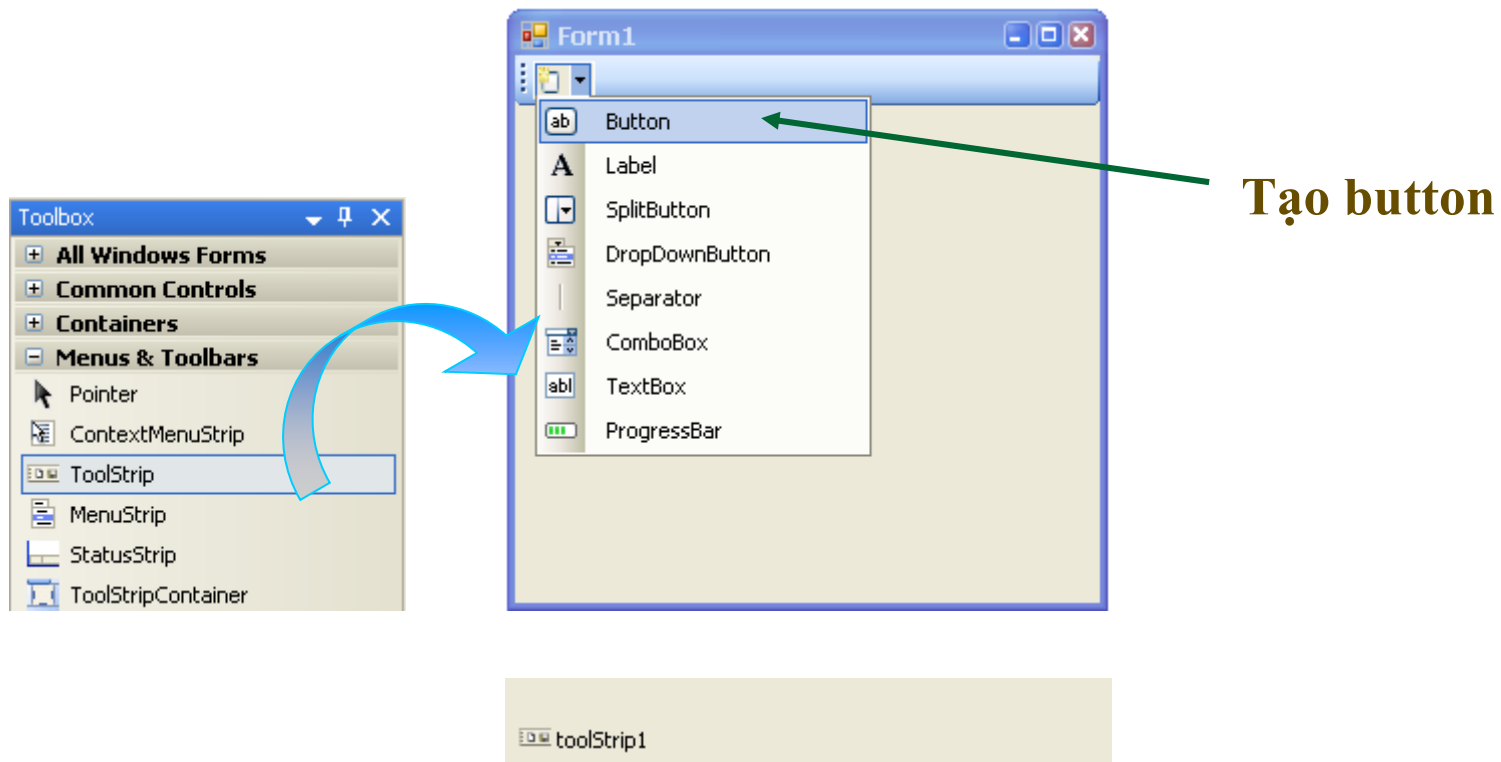 Form1
Button
Label
SplitButton
DropDownButton
Separator
ComboBox
TextBox
ProgressBar
Tạo button
Toolbox
All Windows Forms
Common Controls
Containers
Menus & Toolbars
Pointer
ContextMenuStrip
ToolStrip
MenuStrip
StatusStrip
ToolStripContainer
toolStrip1